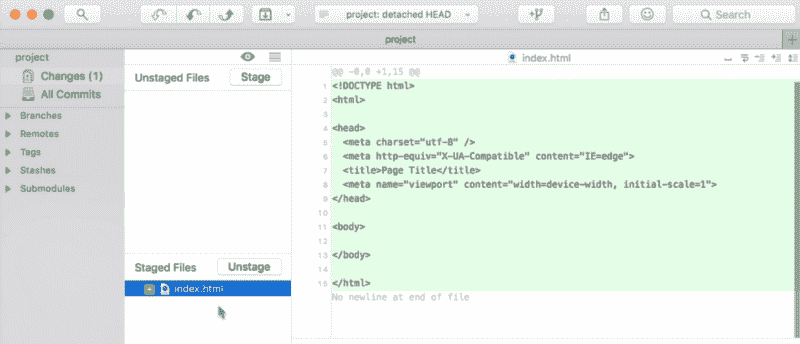 project: detached HEAD
Search
project
project
Changes (1)
All Commits
Branches
Remotes
Tags
Stashes
Submodules
Unstaged Files
Stage
Staged Files
Unstage
index.html
index.html
@@ -0,0 +1,15 @@
1 <!DOCTYPE html>
2 <html>
3
4 <head>
5 <meta charset="utf-8" />
6 <meta http-equiv="X-UA-Compatible" content="IE=edge">
7 <title>Page Title</title>
8 <meta name="viewport" content="width=device-width, initial-scale=1">
9 </head>
10
11 <body>
12
13 </body>
14
15 </html>
No newline at end of file